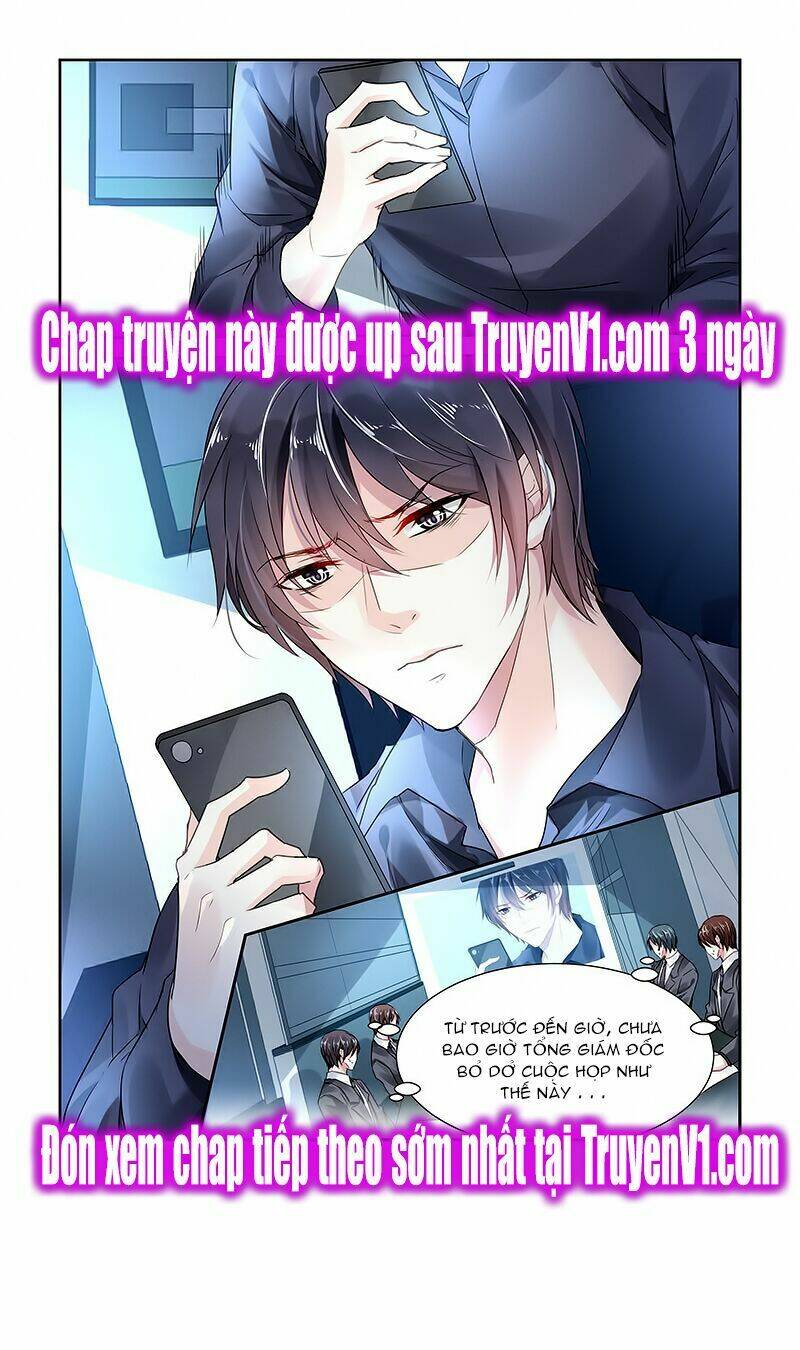 Chap truyện này được up sau TruyenV1.com 3 ngày
TỪ TRƯỚC ĐẾN GIỜ, CHƯA
BAO GIỜ TỔNG GIÁM ĐỐC
BỎ DỞ CUỘC HỌP NHƯ
THẾ NÀY . . .
Đón xem chap tiếp theo sớm nhất tại TruyenV1.com